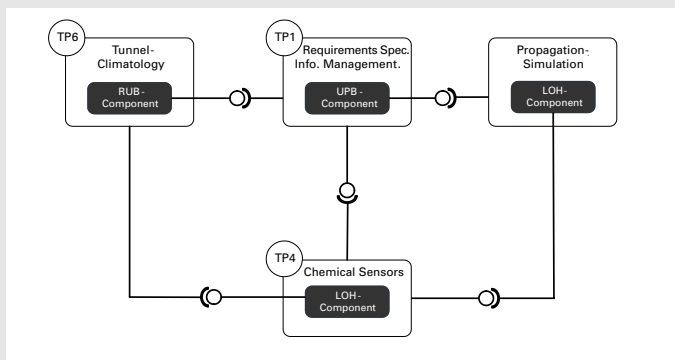 TP6
Tunnel-
Climatology
RUB-
Component
TP1
Requirements Spec.
Info. Management.
UPB-
Component
Propagation-
Simulation
LOH-
Component
TP4
Chemical Sensors
LOH-
Component